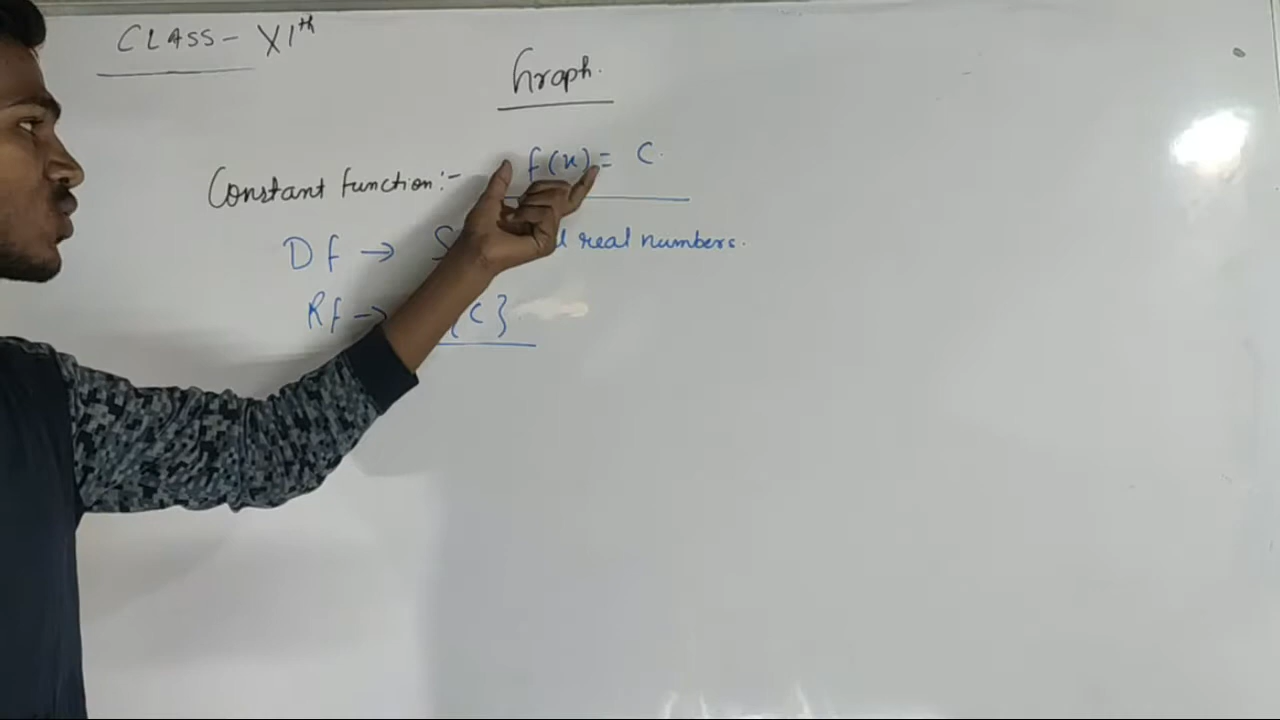 CLASS - XIth
Graph.
Constant function:- f(x) = C.
Df → real numbers.
Rf → {C}